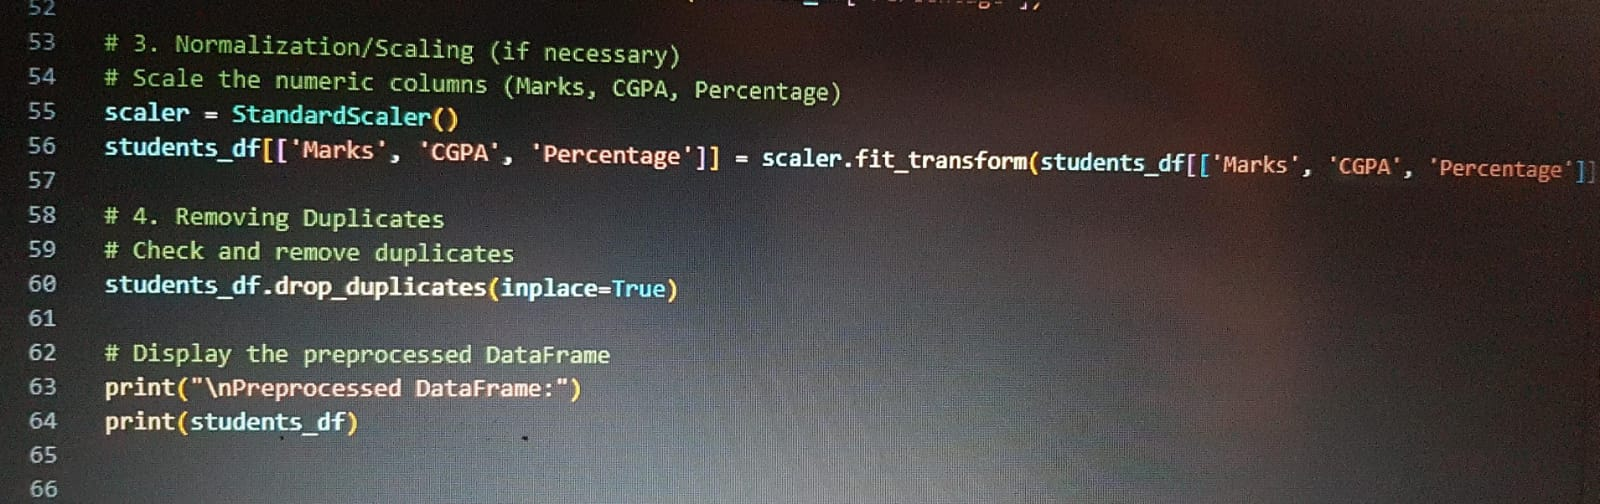 52
53 # 3. Normalization/Scaling (if necessary)
54 # Scale the numeric columns (Marks, CGPA, Percentage)
55 scaler = StandardScaler()
56 students_df[['Marks', 'CGPA', 'Percentage']] = scaler.fit_transform(students_df[['Marks', 'CGPA', 'Percentage']]
57
58 # 4. Removing Duplicates
59 # Check and remove duplicates
60 students_df.drop_duplicates(inplace=True)
61
62 # Display the preprocessed DataFrame
63 print("\nPreprocessed DataFrame:")
64 print(students_df)
65
66